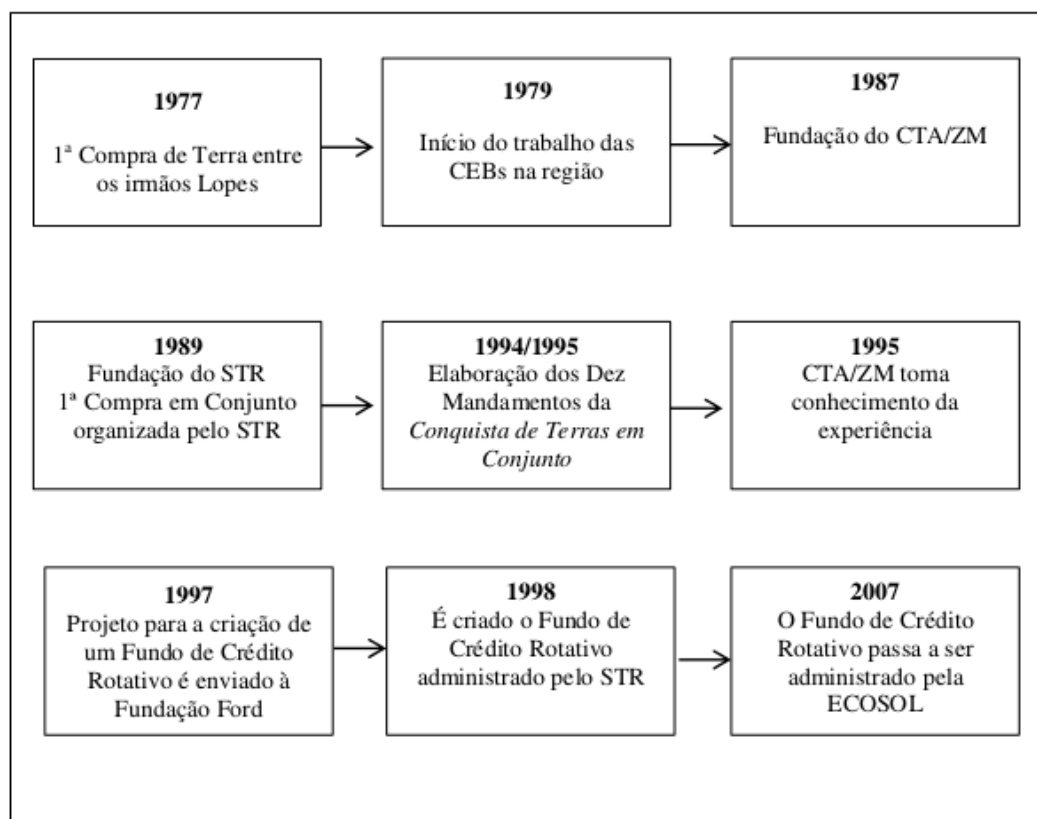 1977
1ª Compra de Terra entre
os irmãos Lopes
1979
Início do trabalho das
CEBs na região
1987
Fundação do CTA/ZM
1989
Fundação do STR
1ª Compra em Conjunto
organizada pelo STR
1994/1995
Elaboração dos Dez
Mandamentos da
Conquista de Terras em
Conjunto
1995
CTA/ZM toma
conhecimento da
experiência
1997
Projeto para a criação de
um Fundo de Crédito
Rotativo é enviado à
Fundação Ford
1998
É criado o Fundo de
Crédito Rotativo
administrado pelo STR
2007
O Fundo de Crédito
Rotativo passa a ser
administrado pela
ECOSOL